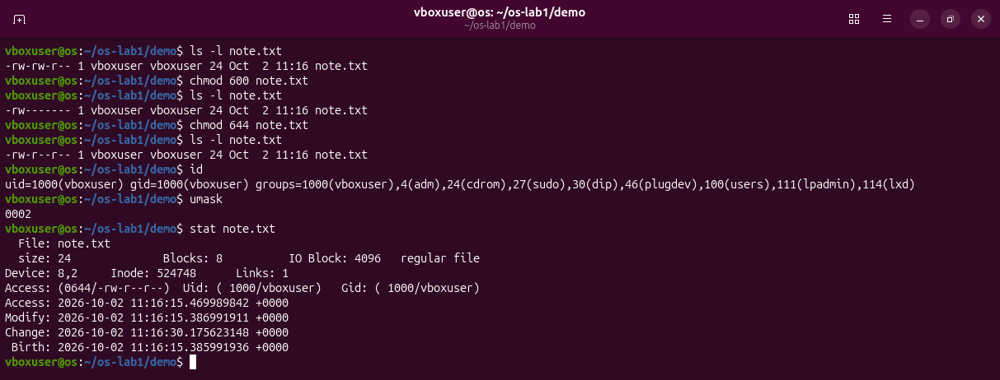 vboxuser@os: ~/os-lab1/demo
~/os-lab1/demo
vboxuser@os:~/os-lab1/demo$ ls -l note.txt
-rw-rw-r-- 1 vboxuser vboxuser 24 Oct  2 11:16 note.txt
vboxuser@os:~/os-lab1/demo$ chmod 600 note.txt
vboxuser@os:~/os-lab1/demo$ ls -l note.txt
-rw------- 1 vboxuser vboxuser 24 Oct  2 11:16 note.txt
vboxuser@os:~/os-lab1/demo$ chmod 644 note.txt
vboxuser@os:~/os-lab1/demo$ ls -l note.txt
-rw-r--r-- 1 vboxuser vboxuser 24 Oct  2 11:16 note.txt
vboxuser@os:~/os-lab1/demo$ id
uid=1000(vboxuser) gid=1000(vboxuser) groups=1000(vboxuser),4(adm),24(cdrom),27(sudo),30(dip),46(plugdev),100(users),111(lpadmin),114(lxd)
vboxuser@os:~/os-lab1/demo$ umask
0002
vboxuser@os:~/os-lab1/demo$ stat note.txt
  File: note.txt
  size: 24              Blocks: 8          IO Block: 4096   regular file
Device: 8,2     Inode: 524748      Links: 1
Access: (0644/-rw-r--r--)  Uid: ( 1000/vboxuser)   Gid: ( 1000/vboxuser)
Access: 2026-10-02 11:16:15.469989842 +0000
Modify: 2026-10-02 11:16:15.386991911 +0000
Change: 2026-10-02 11:16:30.175623148 +0000
 Birth: 2026-10-02 11:16:15.385991936 +0000
vboxuser@os:~/os-lab1/demo$